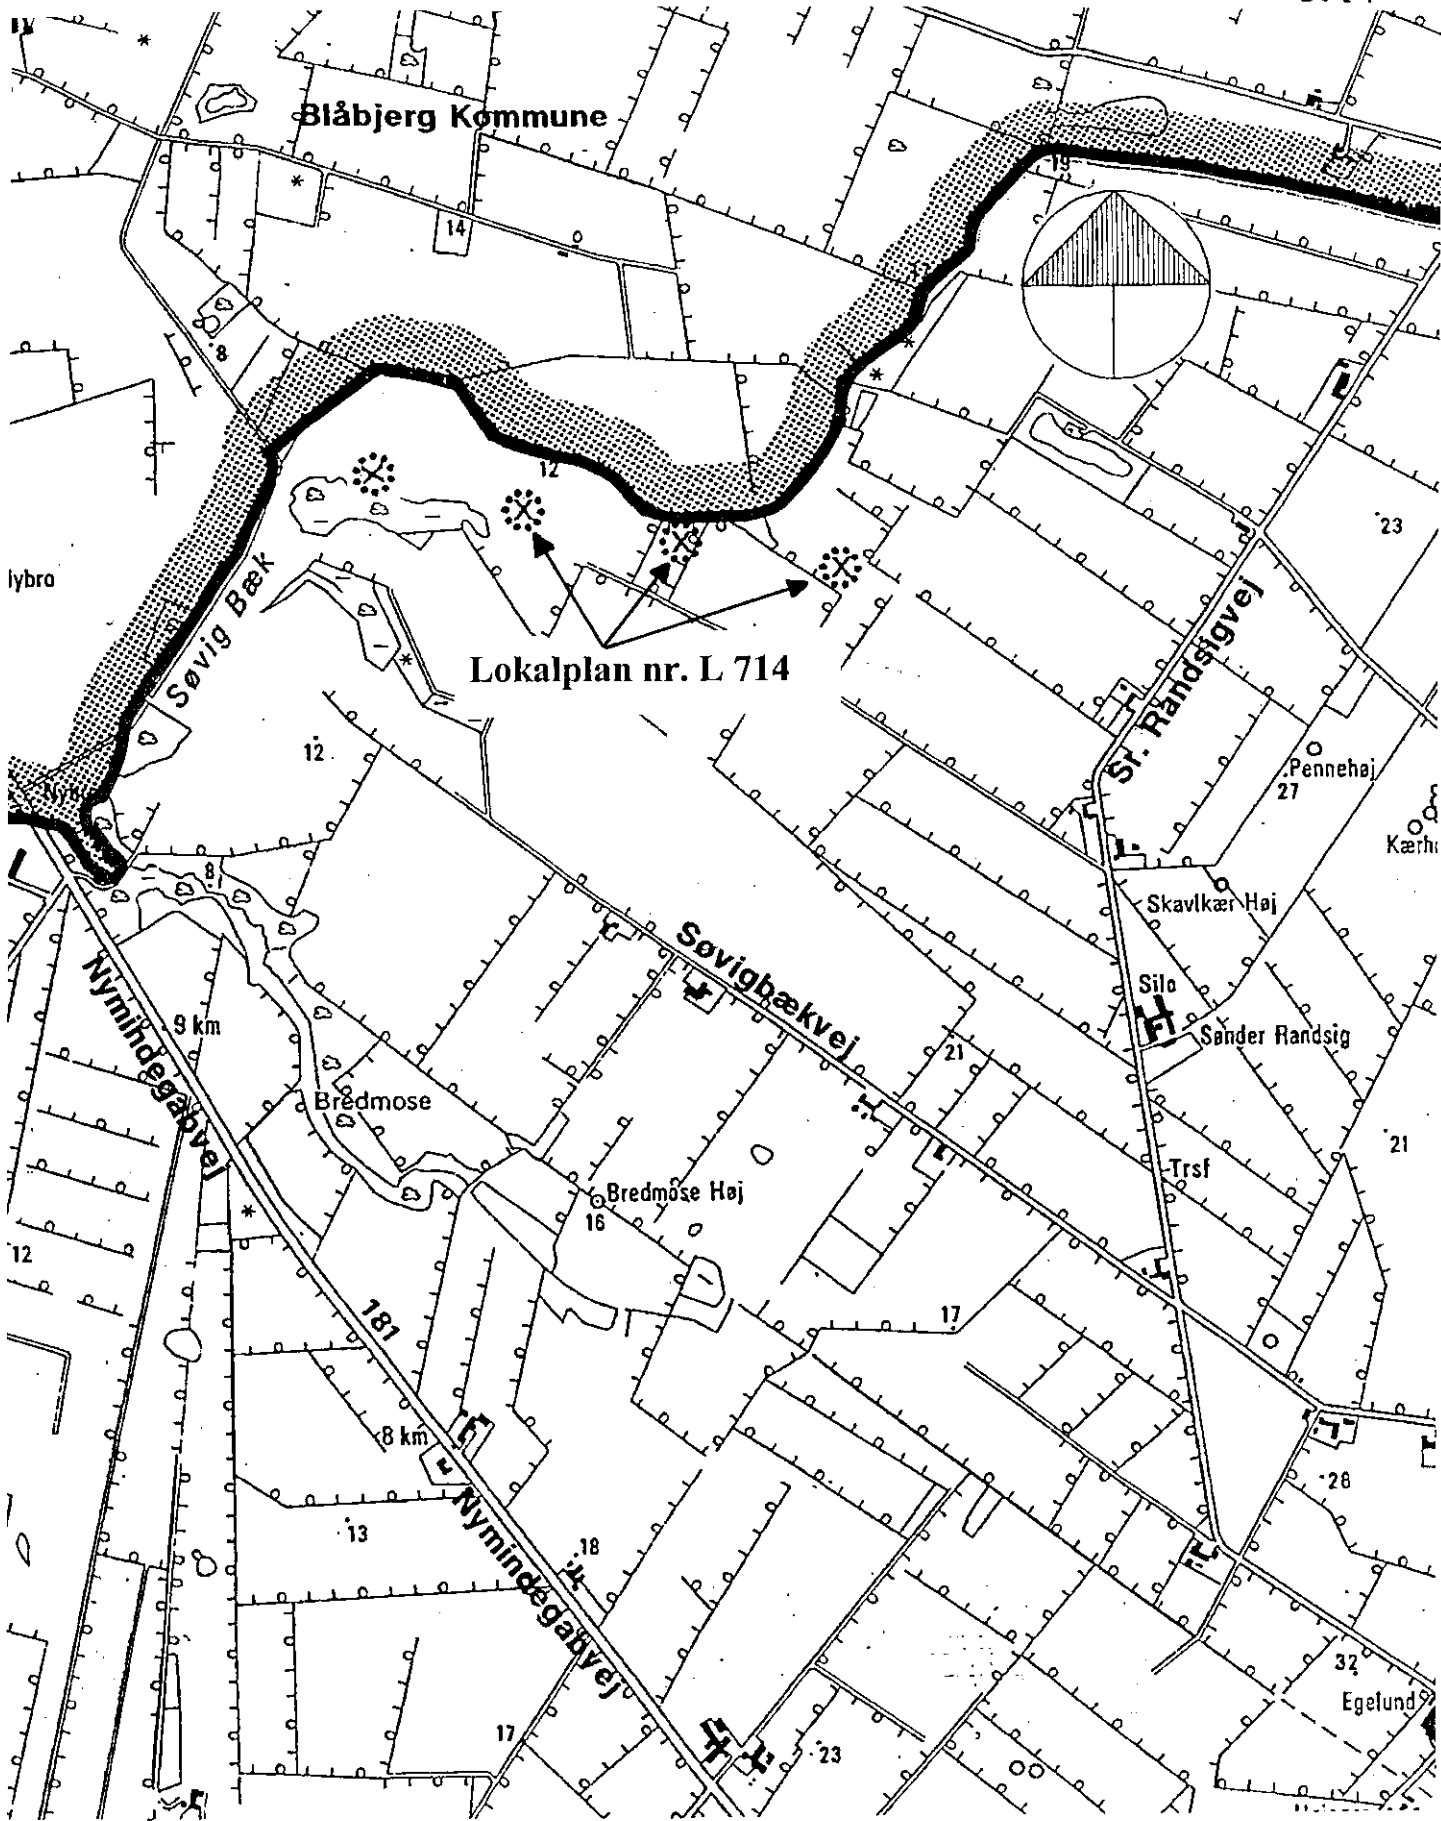 Blåbjerg Kommune
19
14
8
12
23
lybro
Søvig Bæk
Lokalplan nr. L 714
Sr. Randsigvej
12
Pennehøj
27
8
Skavlkær Høj
Søvigbækvej
Silo
Nymindegabvej
9 km
21
Sønder Randsig
Bredmose
21
Trsf
Bredmose Høj
16
12
181
17
8 km
28
13
Nymindegabvej
18
32
Egelund
17
23